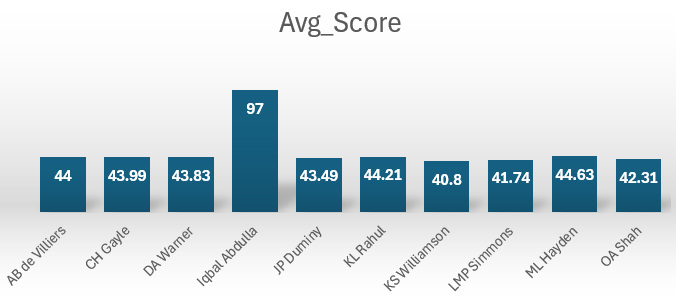 Avg_Score
97
44
43.99
43.83
43.49
44.21
40.8
41.74
44.63
42.31
AB de Villiers
CH Gayle
DA Warner
Iqbal Abdulla
JP Duminy
KL Rahul
KS Williamson
LMP Simmons
ML Hayden
OA Shah